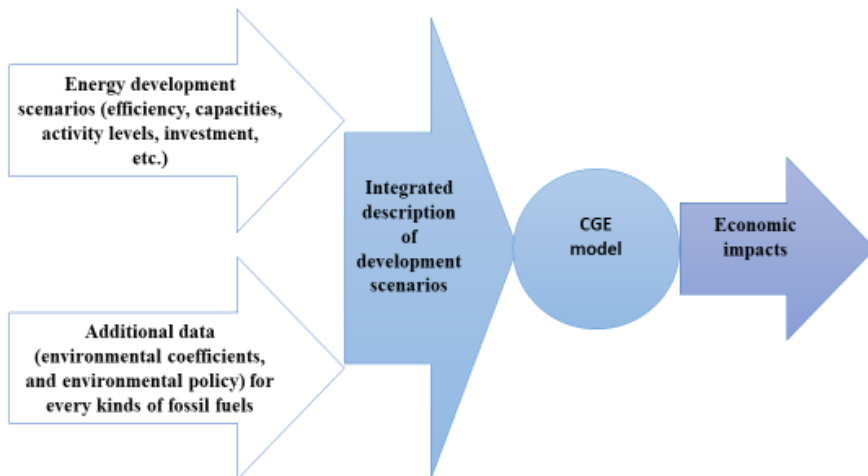 Energy development
scenarios (efficiency, capacities,
activity levels, investment,
etc.)
Additional data
(environmental coefficients,
and environmental policy) for
every kinds of fossil fuels
Integrated
description
of
development
scenarios
CGE
model
Economic
impacts